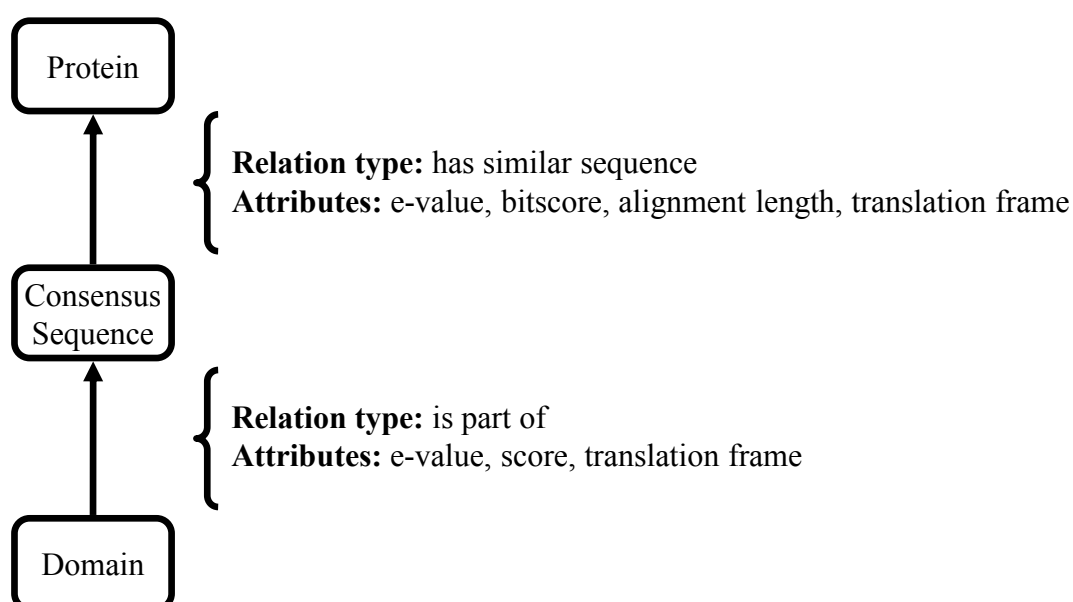 Protein
Relation type: has similar sequence
Attributes: e-value, bitscore, alignment length, translation frame
Consensus
Sequence
Relation type: is part of
Attributes: e-value, score, translation frame
Domain